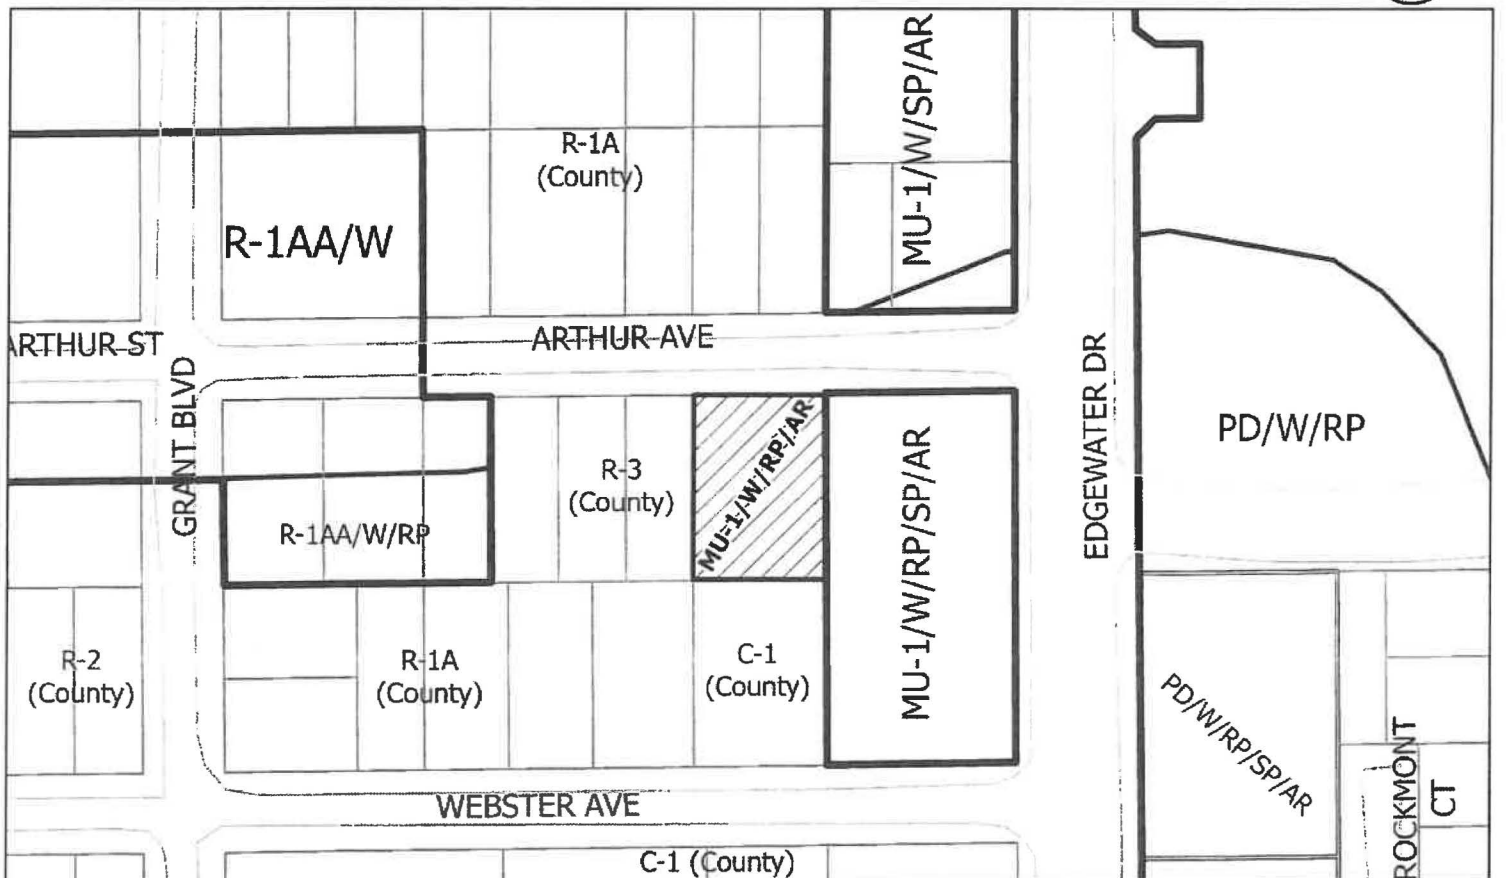 MU-1/W/SP/AR
R-1A
(County)
R-1AA/W
ARTHUR ST
ARTHUR AVE
GRANT BLVD
EDGEWATER DR
PD/W/RP
MU-1/W/RP/AR
R-3
(County)
R-1AA/W/RP
MU-1/W/RP/SP/AR
R-2
(County)
R-1A
(County)
C-1
(County)
PD/W/RP/SP/AR
ROCKMONT
CT
WEBSTER AVE
C-1 (County)